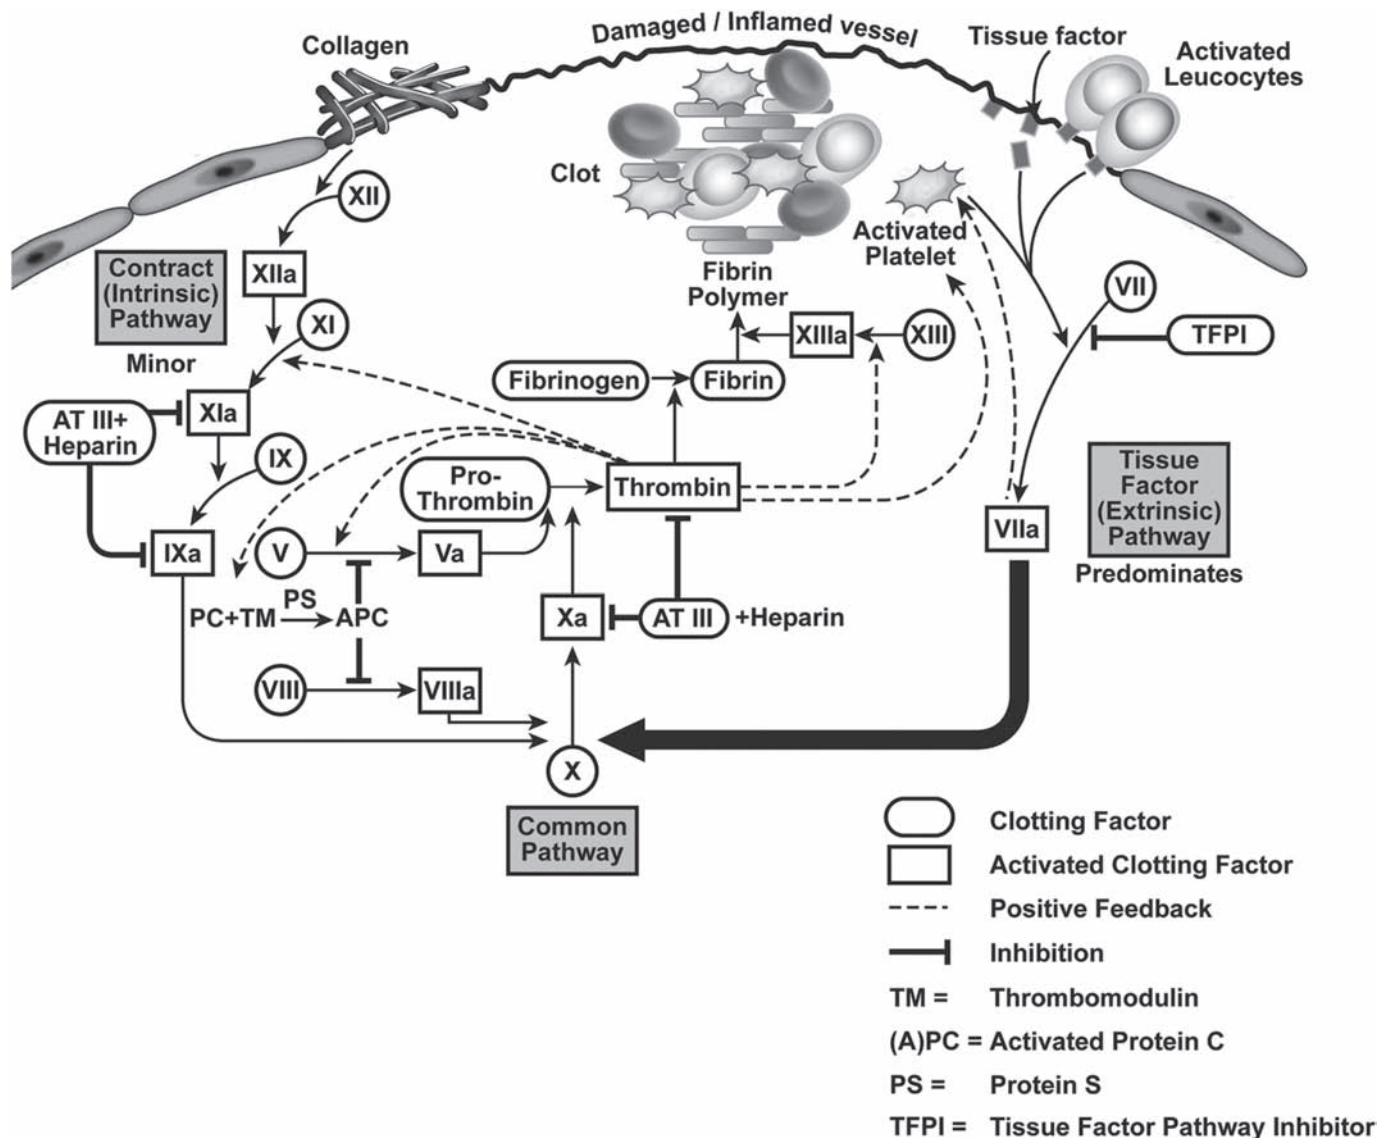 Damaged / Inflamed vessel
Collagen
Tissue factor
Activated
Leucocytes
Clot
XII
Activated
Platelet
Contract
(Intrinsic)
Pathway
XIIa
Fibrin
Polymer
VII
XI
XIIIa
XIII
TFPI
Minor
Fibrinogen
Fibrin
AT III+
Heparin
XIa
IX
Pro-
Thrombin
Thrombin
Tissue
Factor
(Extrinsic)
Pathway
VIIa
IXa
V
Va
Predominates
PS
PC+TM
APC
Xa
AT III
+Heparin
VIII
VIIIa
X
Common
Pathway
Clotting Factor
Activated Clotting Factor
Positive Feedback
Inhibition
TM = Thrombomodulin
(A)PC = Activated Protein C
PS = Protein S
TFPI = Tissue Factor Pathway Inhibitor